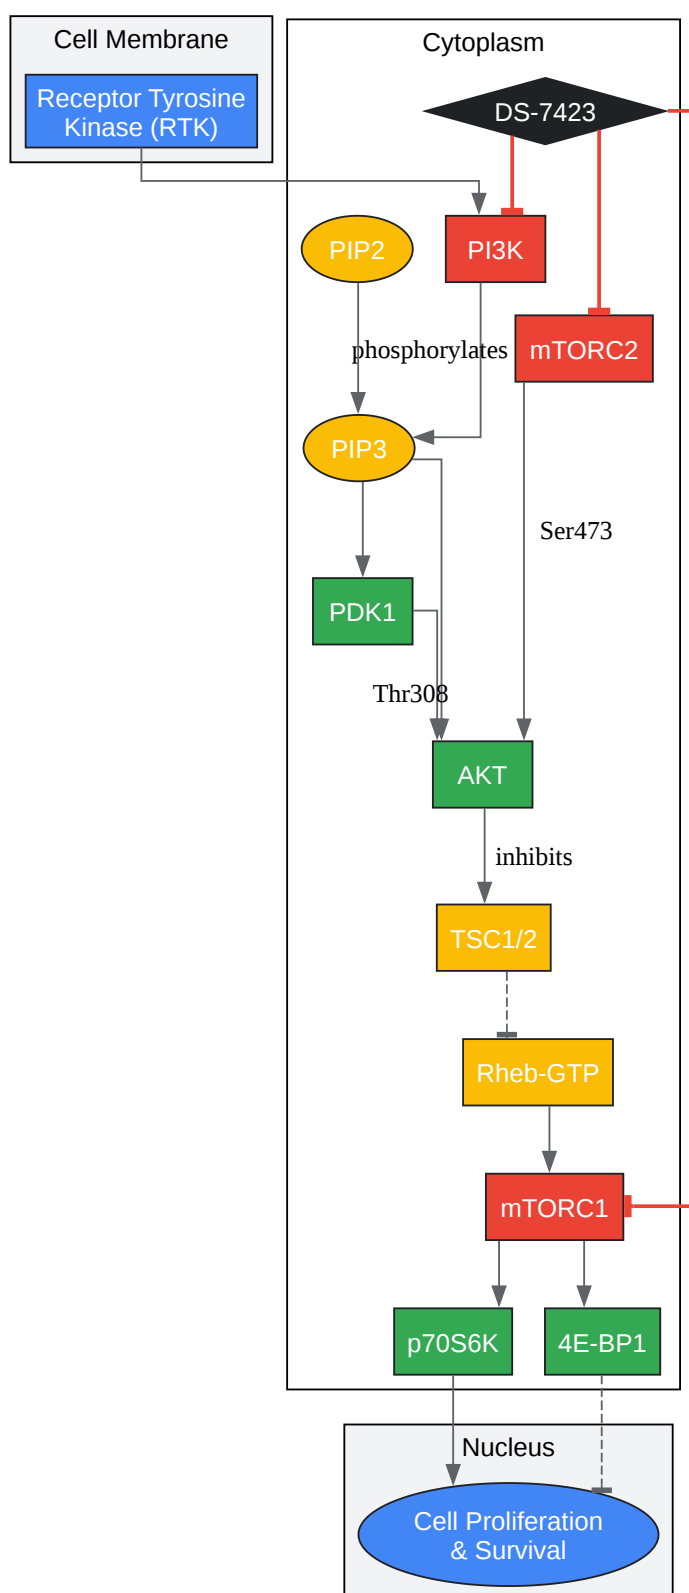 Cell Membrane
Receptor Tyrosine
Kinase (RTK)
Cytoplasm
DS-7423
PIP2
PI3K
phosphorylates
mTORC2
PIP3
Ser473
PDK1
Thr308
AKT
inhibits
TSC1/2
Rheb-GTP
mTORC1
p70S6K
4E-BP1
Nucleus
Cell Proliferation
& Survival